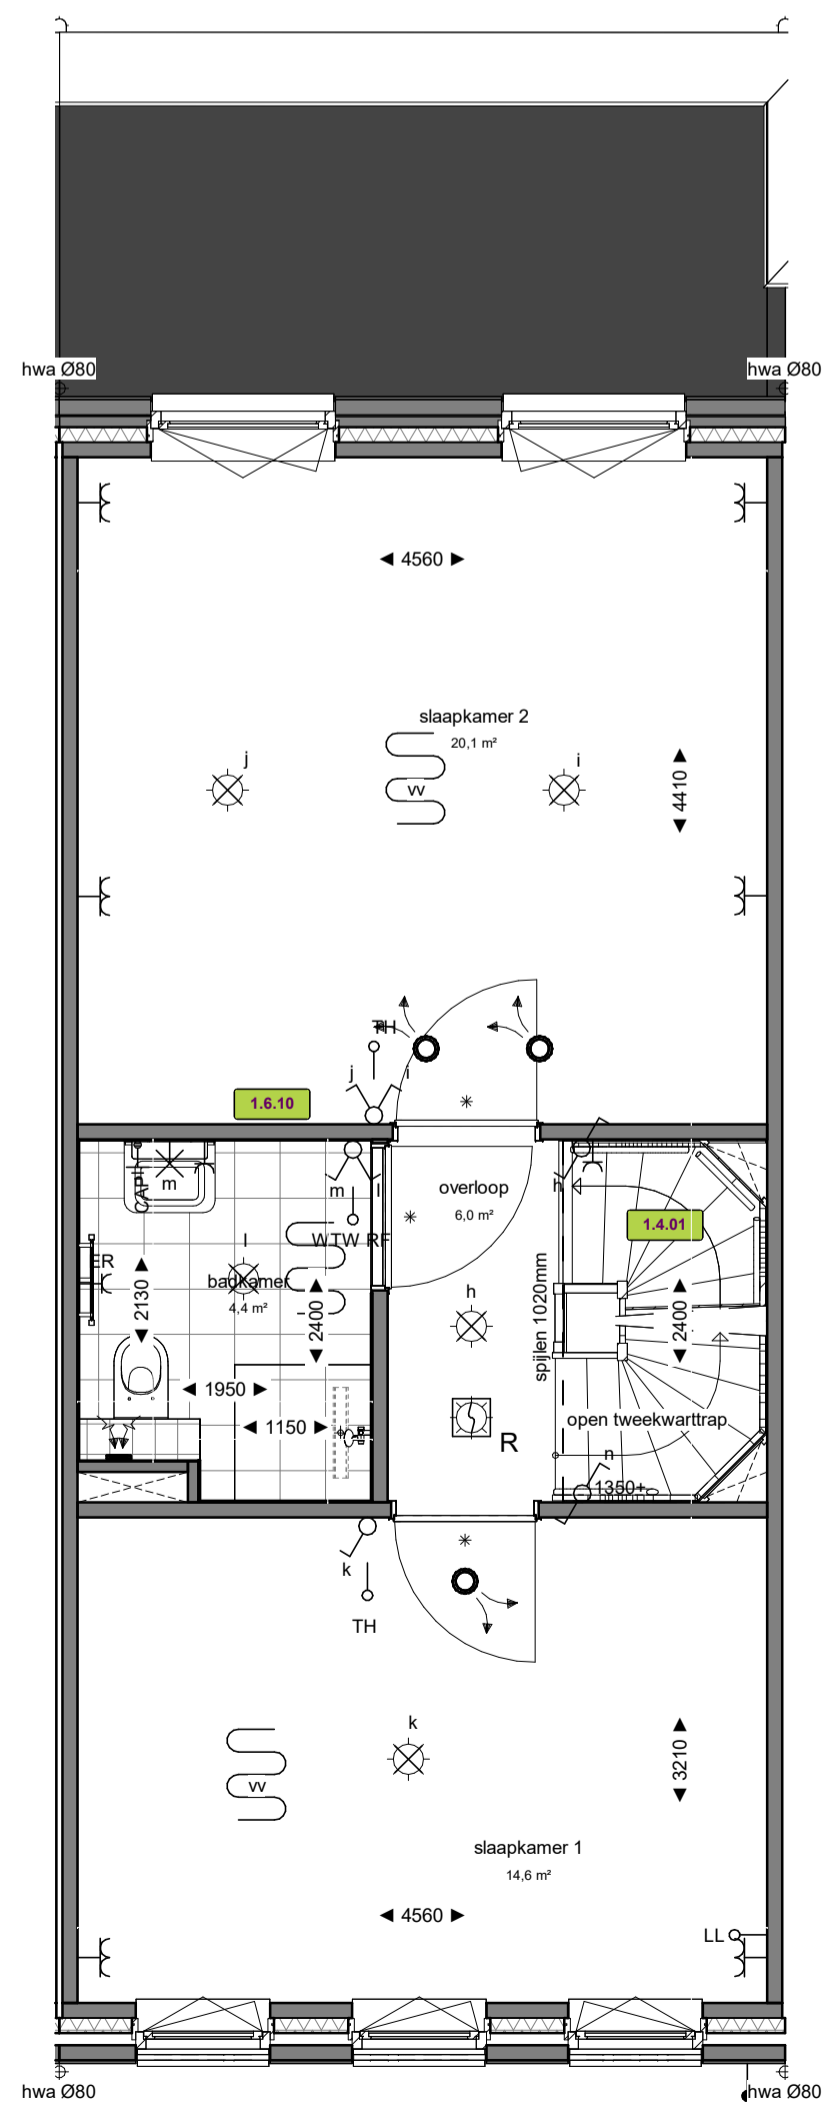 hwa Ø80
hwa Ø80
4560
slaapkamer 2
20,1 m²
j
i
vv
4410
TH
j
i
1.6.10
CAP
m
m
l
h
overloop
6,0 m²
1.4.01
WTW RF
ER
l
badkamer
4,4 m²
2130
2400
h
spijlen 1020mm
2400
1950
1150
R
open tweekwarttrap
n
1350+
k
TH
k
vv
3210
slaapkamer 1
14,6 m²
4560
LL
hwa Ø80
hwa Ø80